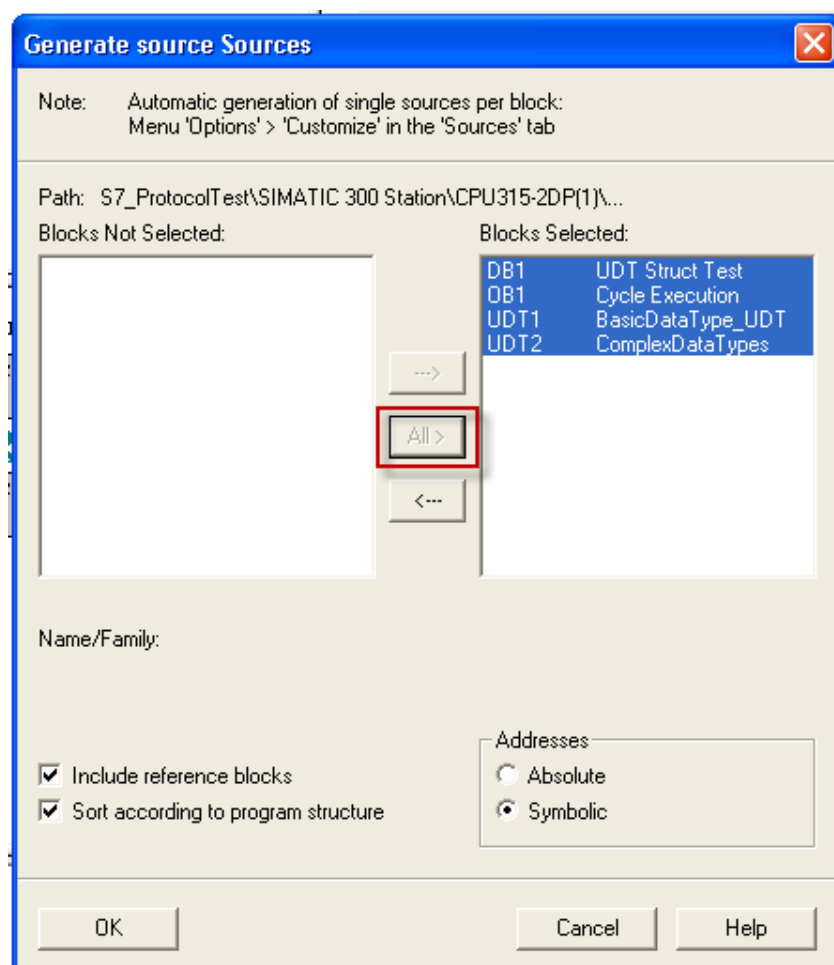 Generate source Sources
Note: Automatic generation of single sources per block:
Menu 'Options' > 'Customize' in the 'Sources' tab
Path: S7_ProtocolTest\SIMATIC 300 Station\CPU315-2DP(1)\...
Blocks Not Selected:
Blocks Selected:
DB1 UDT Struct Test
OB1 Cycle Execution
UDT1 BasicDataType_UDT
UDT2 ComplexDataTypes
--->
All >
<---
Name/Family:
Include reference blocks
Sort according to program structure
Addresses
Absolute
Symbolic
OK
Cancel
Help